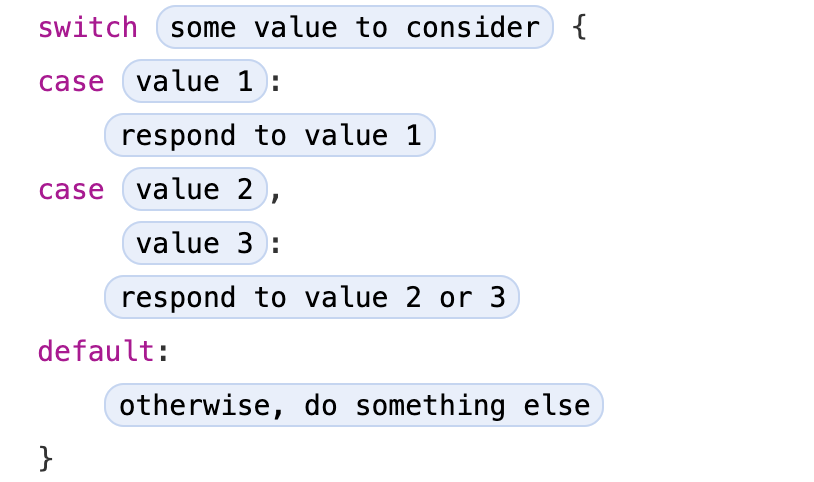 switch some value to consider {
case value 1:
respond to value 1
case value 2,
value 3:
respond to value 2 or 3
default:
otherwise, do something else
}